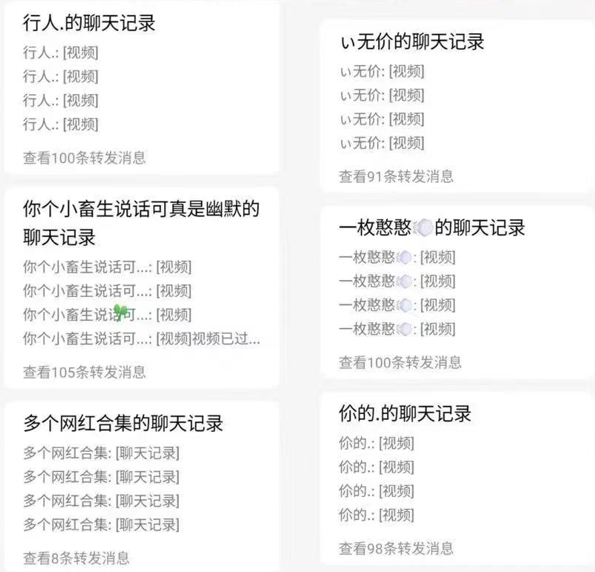 行人.的聊天记录
行人.: [视频]
行人.: [视频]
行人.: [视频]
行人.: [视频]
查看100条转发消息
你个小畜生说话可真是幽默的
聊天记录
你个小畜生说话可...: [视频]
你个小畜生说话可...: [视频]
你个小畜生说话可...: [视频]
你个小畜生说话可...: [视频]视频已过...
查看105条转发消息
多个网红合集的聊天记录
多个网红合集: [聊天记录]
多个网红合集: [聊天记录]
多个网红合集: [聊天记录]
多个网红合集: [聊天记录]
查看8条转发消息
ぃ无价的聊天记录
ぃ无价: [视频]
ぃ无价: [视频]
ぃ无价: [视频]
ぃ无价: [视频]
查看91条转发消息
一枚憨憨的聊天记录
一枚憨憨: [视频]
一枚憨憨: [视频]
一枚憨憨: [视频]
一枚憨憨: [视频]
查看100条转发消息
伱的.的聊天记录
伱的.: [视频]
伱的.: [视频]
伱的.: [视频]
伱的.: [视频]
查看98条转发消息